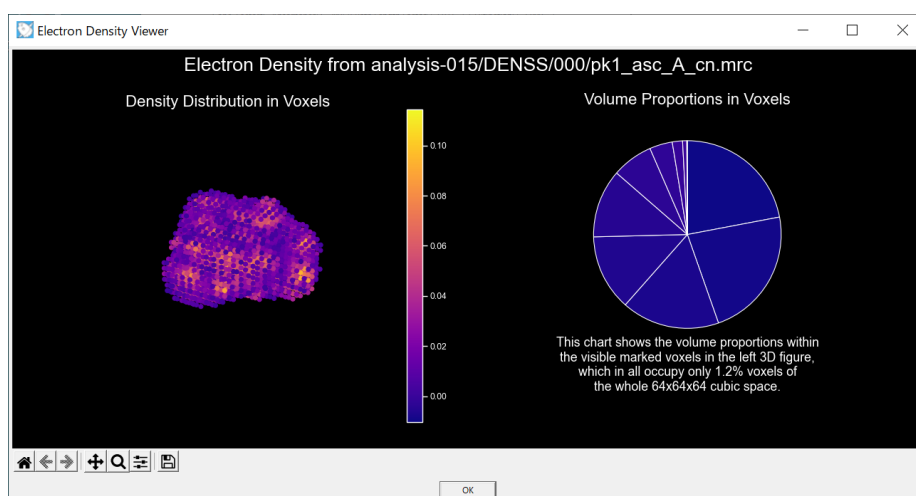 Electron Density Viewer
Electron Density from analysis-015/DENSS/000/pk1_asc_A_cn.mrc
Density Distribution in Voxels
Volume Proportions in Voxels
0.10
0.08
0.06
0.04
0.02
0.00
This chart shows the volume proportions within
the visible marked voxels in the left 3D figure,
which in all occupy only 1.2% voxels of
the whole 64x64x64 cubic space.
OK